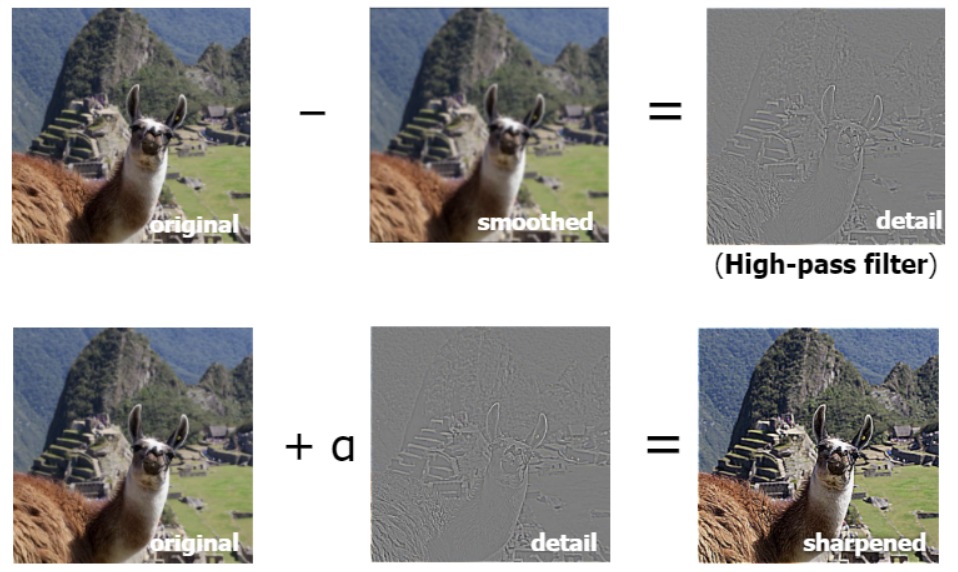 original
−
smoothed
=
detail
(High-pass filter)
original
+ α
detail
=
sharpened